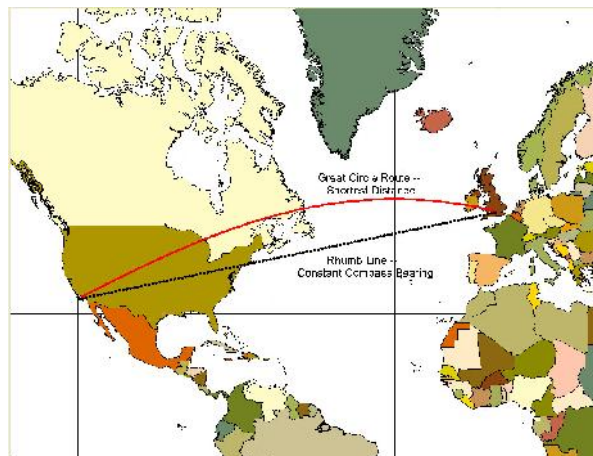 Great Circle Route --
Shortest Distance
Rhumb Line --
Constant Compass Bearing